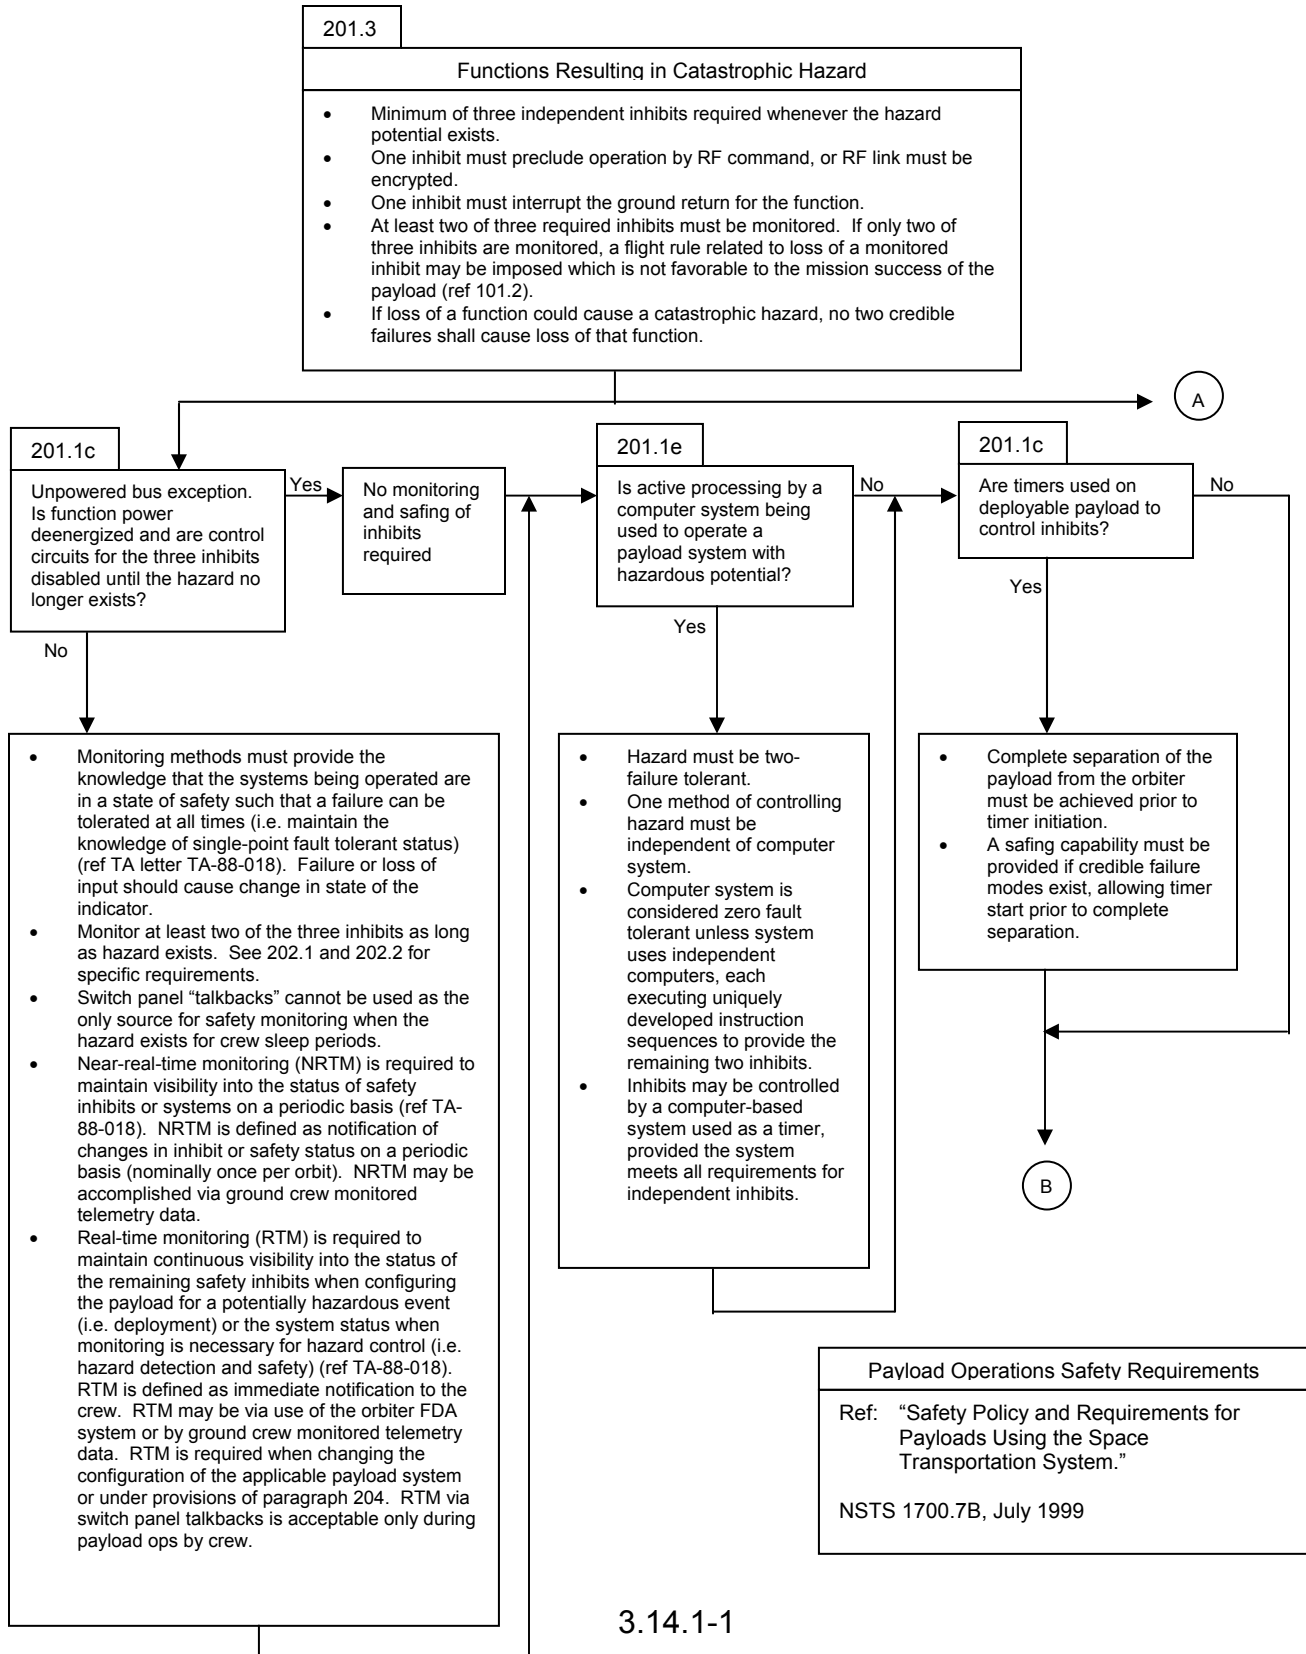 201.3
Functions Resulting in Catastrophic Hazard
• Minimum of three independent inhibits required whenever the hazard
potential exists.
• One inhibit must preclude operation by RF command, or RF link must be
encrypted.
• One inhibit must interrupt the ground return for the function.
• At least two of three required inhibits must be monitored. If only two of
three inhibits are monitored, a flight rule related to loss of a monitored
inhibit may be imposed which is not favorable to the mission success of the
payload (ref 101.2).
• If loss of a function could cause a catastrophic hazard, no two credible
failures shall cause loss of that function.
A
201.1c
Unpowered bus exception.
Is function power
deenergized and are control
circuits for the three inhibits
disabled until the hazard no
longer exists?
Yes
No
No monitoring
and safing of
inhibits
required
201.1e
Is active processing by a
computer system being
used to operate a
payload system with
hazardous potential?
No
Yes
201.1c
Are timers used on
deployable payload to
control inhibits?
No
Yes
• Monitoring methods must provide the
knowledge that the systems being operated are
in a state of safety such that a failure can be
tolerated at all times (i.e. maintain the
knowledge of single-point fault tolerant status)
(ref TA letter TA-88-018). Failure or loss of
input should cause change in state of the
indicator.
• Monitor at least two of the three inhibits as long
as hazard exists. See 202.1 and 202.2 for
specific requirements.
• Switch panel “talkbacks” cannot be used as the
only source for safety monitoring when the
hazard exists for crew sleep periods.
• Near-real-time monitoring (NRTM) is required to
maintain visibility into the status of safety
inhibits or systems on a periodic basis (ref TA-
88-018). NRTM is defined as notification of
changes in inhibit or safety status on a periodic
basis (nominally once per orbit). NRTM may be
accomplished via ground crew monitored
telemetry data.
• Real-time monitoring (RTM) is required to
maintain continuous visibility into the status of
the remaining safety inhibits when configuring
the payload for a potentially hazardous event
(i.e. deployment) or the system status when
monitoring is necessary for hazard control (i.e.
hazard detection and safety) (ref TA-88-018).
RTM is defined as immediate notification to the
crew. RTM may be via use of the orbiter FDA
system or by ground crew monitored telemetry
data. RTM is required when changing the
configuration of the applicable payload system
or under provisions of paragraph 204. RTM via
switch panel talkbacks is acceptable only during
payload ops by crew.
• Hazard must be two-
failure tolerant.
• One method of controlling
hazard must be
independent of computer
system.
• Computer system is
considered zero fault
tolerant unless system
uses independent
computers, each
executing uniquely
developed instruction
sequences to provide the
remaining two inhibits.
• Inhibits may be controlled
by a computer-based
system used as a timer,
provided the system
meets all requirements for
independent inhibits.
• Complete separation of the
payload from the orbiter
must be achieved prior to
timer initiation.
• A safing capability must be
provided if credible failure
modes exist, allowing timer
start prior to complete
separation.
B
Payload Operations Safety Requirements
Ref: “Safety Policy and Requirements for
Payloads Using the Space
Transportation System.”
NSTS 1700.7B, July 1999
3.14.1-1